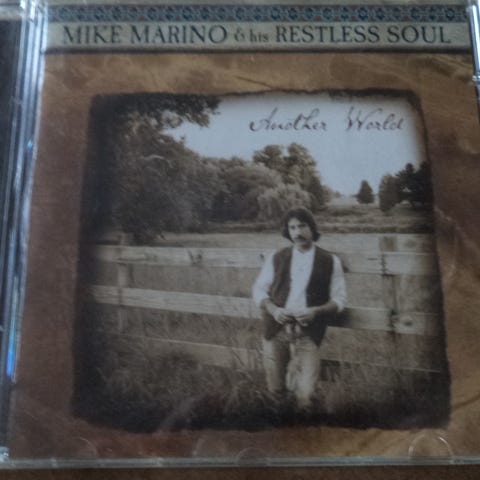 MIKE MARINO & his RESTLESS SOUL
Another World